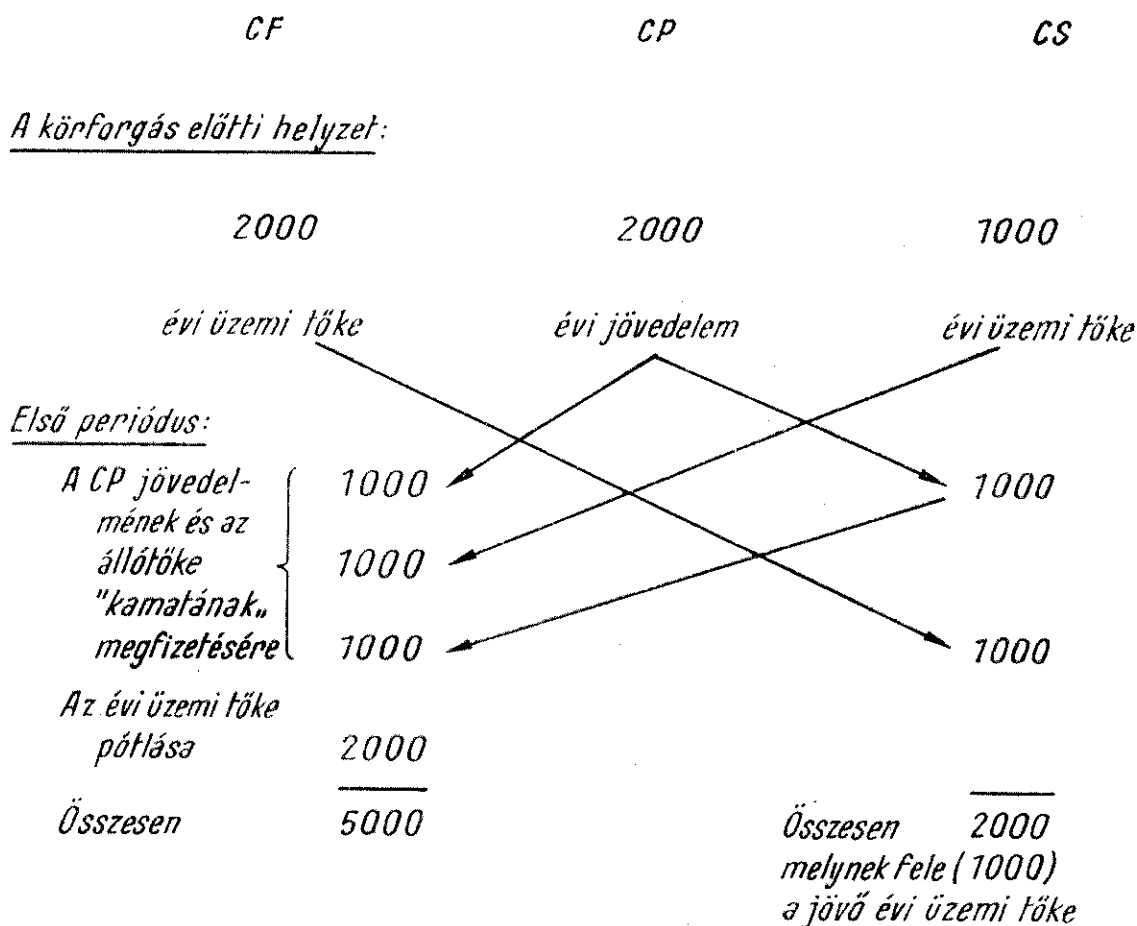 CF CP CS
A körforgás előtti helyzet:
2000 2000 1000
évi üzemi tőke évi jövedelem évi üzemi tőke
Első periódus:
A CP jövedel- 1000 1000
mének és az
állótőke 1000
"kamatának„
megfizetésére 1000 1000
Az évi üzemi tőke
pótlása 2000
Összesen 5000 Összesen 2000
melynek fele (1000)
a jövő évi üzemi tőke